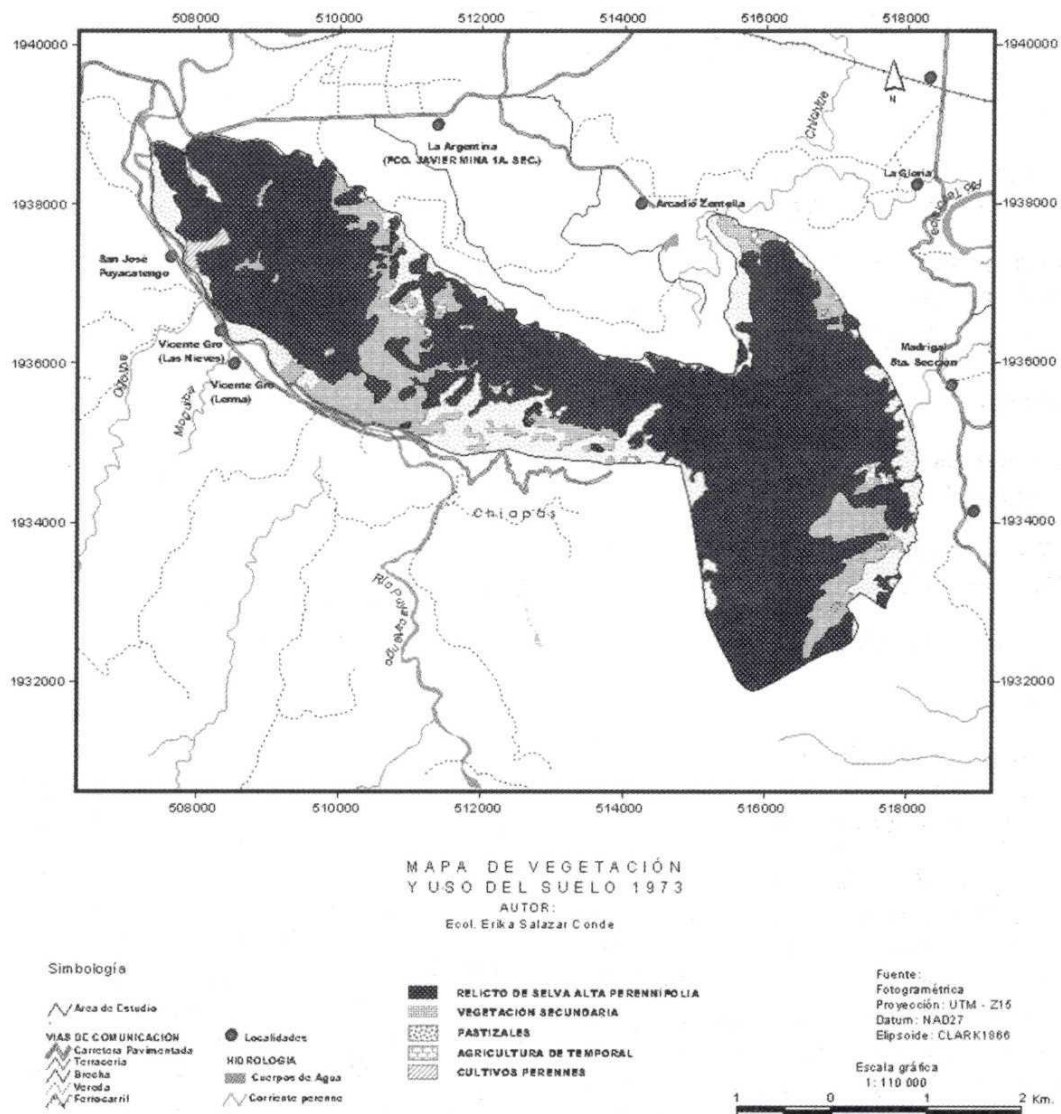 508000 510000 512000 514000 516000 518000
1940000 1940000
La Argentina
(FCO. JAVIER MINA 1A. SEC.)
La Gloria
1938000 1938000
Arcadio Zentella
San José
Puyacatengo
Vicente Gro
(Las Nieves)
1936000 1936000
Madrigal
5ta. Sección
Vicente Gro
(Lerma)
1934000 1934000
Chiapas
Río Puyacatengo
1932000 1932000
508000 510000 512000 514000 516000 518000
MAPA DE VEGETACIÓN
Y USO DEL SUELO 1973
AUTOR:
Ecol. Erika Salazar Conde
Simbología
Area de Estudio
VIAS DE COMUNICACIÓN
Carretera Pavimentada
Terraceria
Brecha
Vereda
Ferrocarril
Localidades
HIDROLOGIA
Cuerpos de Agua
Corriente perenne
RELICTO DE SELVA ALTA PERENNIFOLIA
VEGETACIÓN SECUNDARIA
PASTIZALES
AGRICULTURA DE TEMPORAL
CULTIVOS PERENNES
Fuente:
Fotogramétrica
Proyección: UTM - Z15
Datum: NAD27
Elipsoide: CLARK1866
Escala gráfica
1: 110 000
1 0 1 2 Km.
N